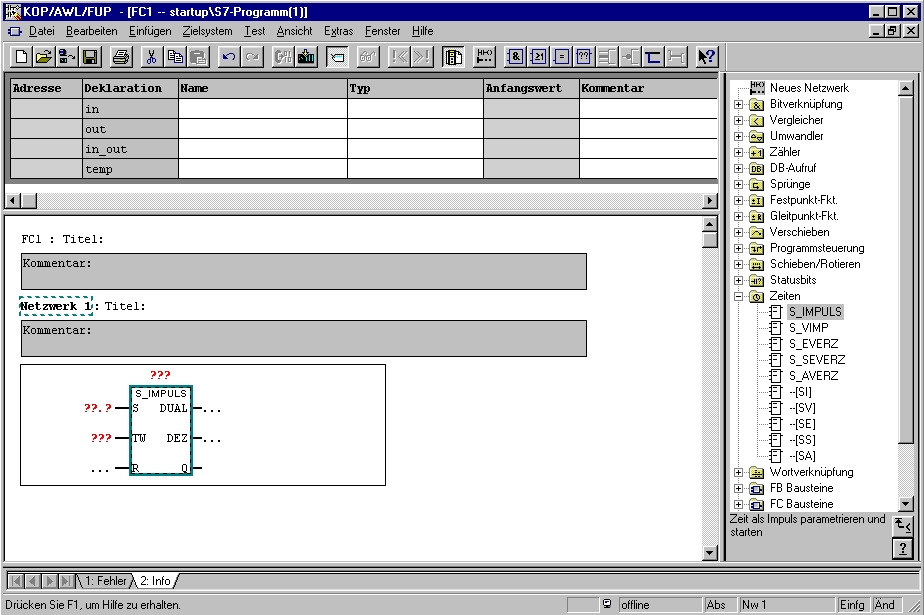 KOP/AWL/FUP - [FC1 -- startup\S7-Programm(1)]
Datei Bearbeiten Einfügen Zielsystem Test Ansicht Extras Fenster Hilfe
Adresse Deklaration Name Typ Anfangswert Kommentar
in
out
in_out
temp
FC1 : Titel:
Kommentar:
Netzwerk 1: Titel:
Kommentar:
???
S_IMPULS
??.? S DUAL ...
??? TW DEZ ...
... R Q
Neues Netzwerk
Bitverknüpfung
Vergleicher
Umwandler
Zähler
DB-Aufruf
Sprünge
Festpunkt-Fkt.
Gleitpunkt-Fkt.
Verschieben
Programmsteuerung
Schieben/Rotieren
Statusbits
Zeiten
S_IMPULS
S_VIMP
S_EVERZ
S_SEVERZ
S_AVERZ
--[SI]
--[SV]
--[SE]
--[SS]
--[SA]
Wortverknüpfung
FB Bausteine
FC Bausteine
Zeit als Impuls parametrieren und
starten
1: Fehler 2: Info
Drücken Sie F1, um Hilfe zu erhalten. offline Abs Nw 1 Einfg Änd